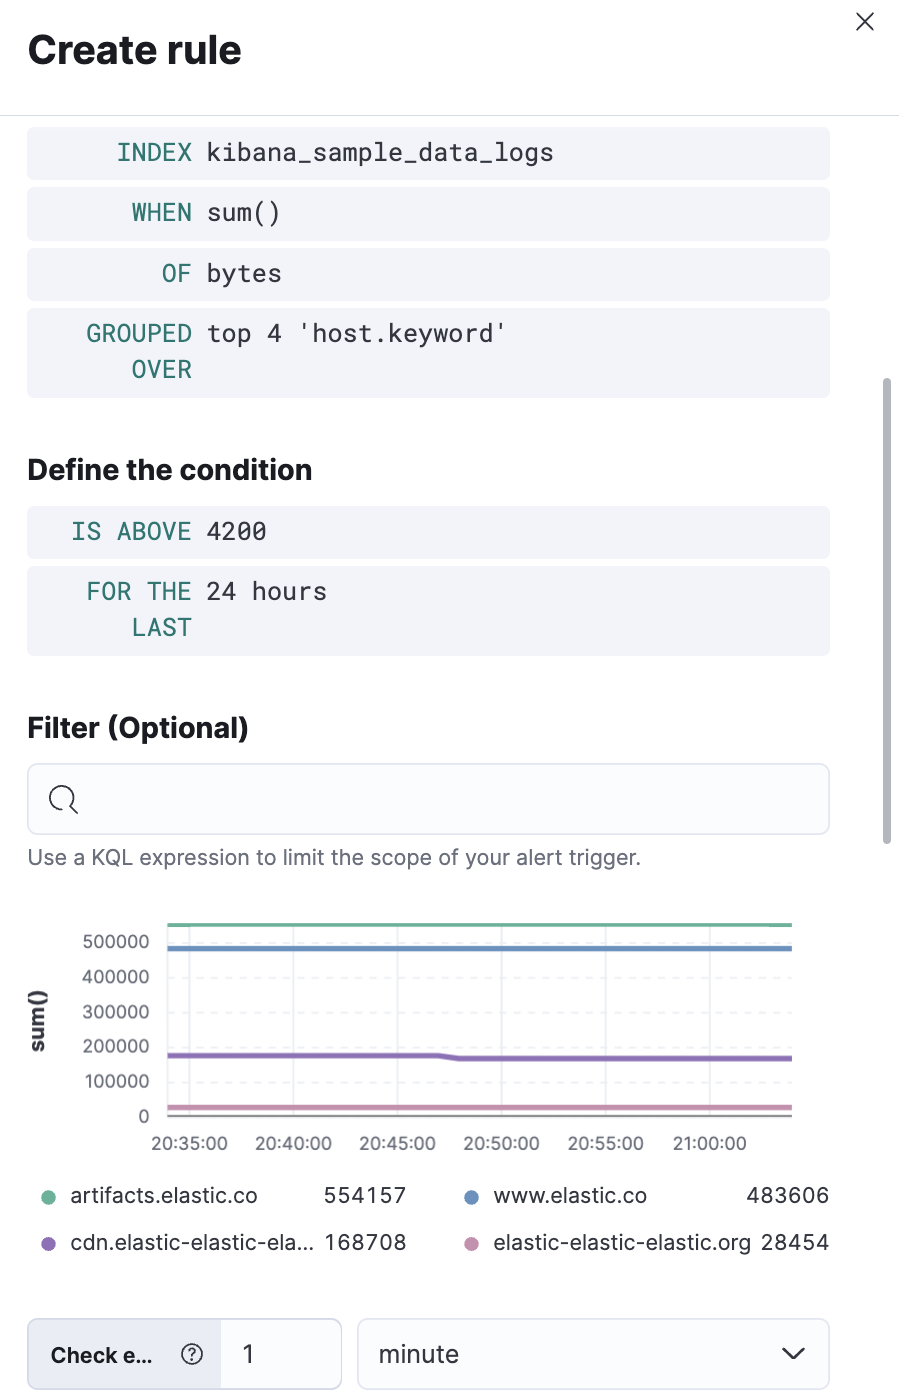 Create rule
INDEX kibana_sample_data_logs
WHEN sum()
OF bytes
GROUPED top 4 'host.keyword'
OVER
Define the condition
IS ABOVE 4200
FOR THE 24 hours
LAST
Filter (Optional)
Use a KQL expression to limit the scope of your alert trigger.
sum()
500000
400000
300000
200000
100000
0
20:35:00 20:40:00 20:45:00 20:50:00 20:55:00 21:00:00
artifacts.elastic.co 554157 www.elastic.co 483606
cdn.elastic-elastic-ela... 168708 elastic-elastic-elastic.org 28454
Check e... 1 minute